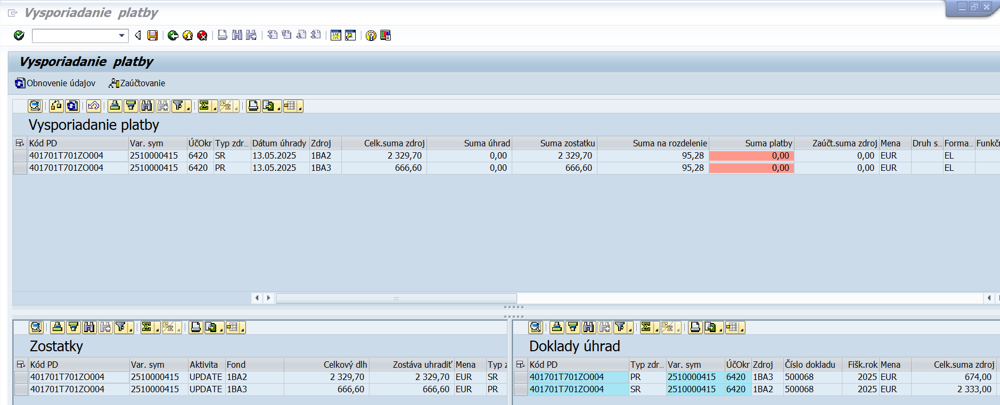 Vysporiadanie platby
Vysporiadanie platby
Obnovenie údajov Zaúčtovanie
Vysporiadanie platby
Kód PD Var. sym ÚčOkr Typ zdr... Dátum úhrady Zdroj Celk.suma zdroj Suma úhrad Suma zostatku Suma na rozdelenie Suma platby Zaúčt.suma zdroj Mena Druh s... Forma... Funkčn
401701T701ZO004 2510000415 6420 SR 13.05.2025 1BA2 2 329,70 0,00 2 329,70 95,28 0,00 0,00 EUR EL
401701T701ZO004 2510000415 6420 PR 13.05.2025 1BA3 666,60 0,00 666,60 95,28 0,00 0,00 EUR EL
Zostatky
Kód PD Var. sym Aktivita Fond Celkový dlh Zostáva uhradiť Mena Typ z
401701T701ZO004 2510000415 UPDATE 1BA2 2 329,70 2 329,70 EUR SR
401701T701ZO004 2510000415 UPDATE 1BA3 666,60 666,60 EUR PR
Doklady úhrad
Kód PD Typ zdr... Var. sym ÚčOkr Zdroj Číslo dokladu Fišk.rok Mena Celk.suma zdroj
401701T701ZO004 PR 2510000415 6420 1BA3 500068 2025 EUR 674,00
401701T701ZO004 SR 2510000415 6420 1BA2 500068 2025 EUR 2 333,00